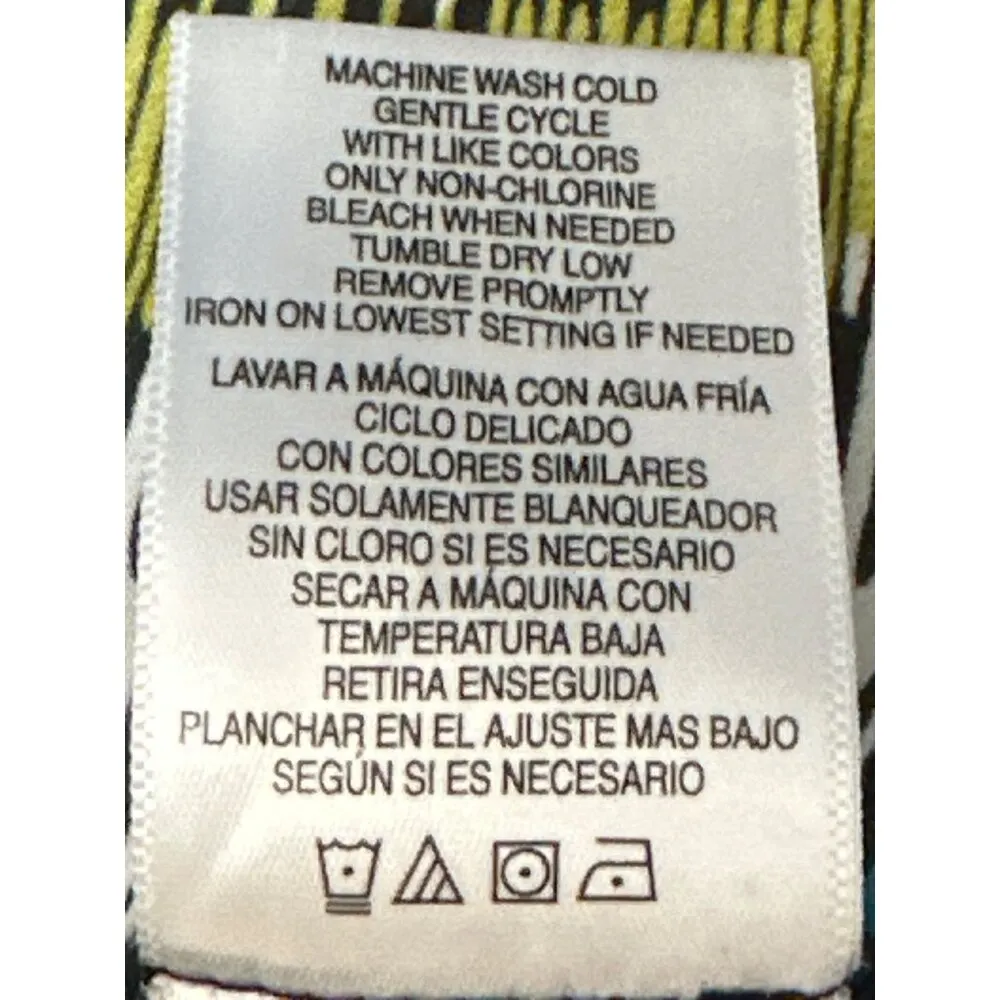 MACHINE WASH COLD
GENTLE CYCLE
WITH LIKE COLORS
ONLY NON-CHLORINE
BLEACH WHEN NEEDED
TUMBLE DRY LOW
REMOVE PROMPTLY
IRON ON LOWEST SETTING IF NEEDED
LAVAR A MÁQUINA CON AGUA FRÍA
CICLO DELICADO
CON COLORES SIMILARES
USAR SOLAMENTE BLANQUEADOR
SIN CLORO SI ES NECESARIO
SECAR A MÁQUINA CON
TEMPERATURA BAJA
RETIRA ENSEGUIDA
PLANCHAR EN EL AJUSTE MAS BAJO
SEGÚN SI ES NECESARIO